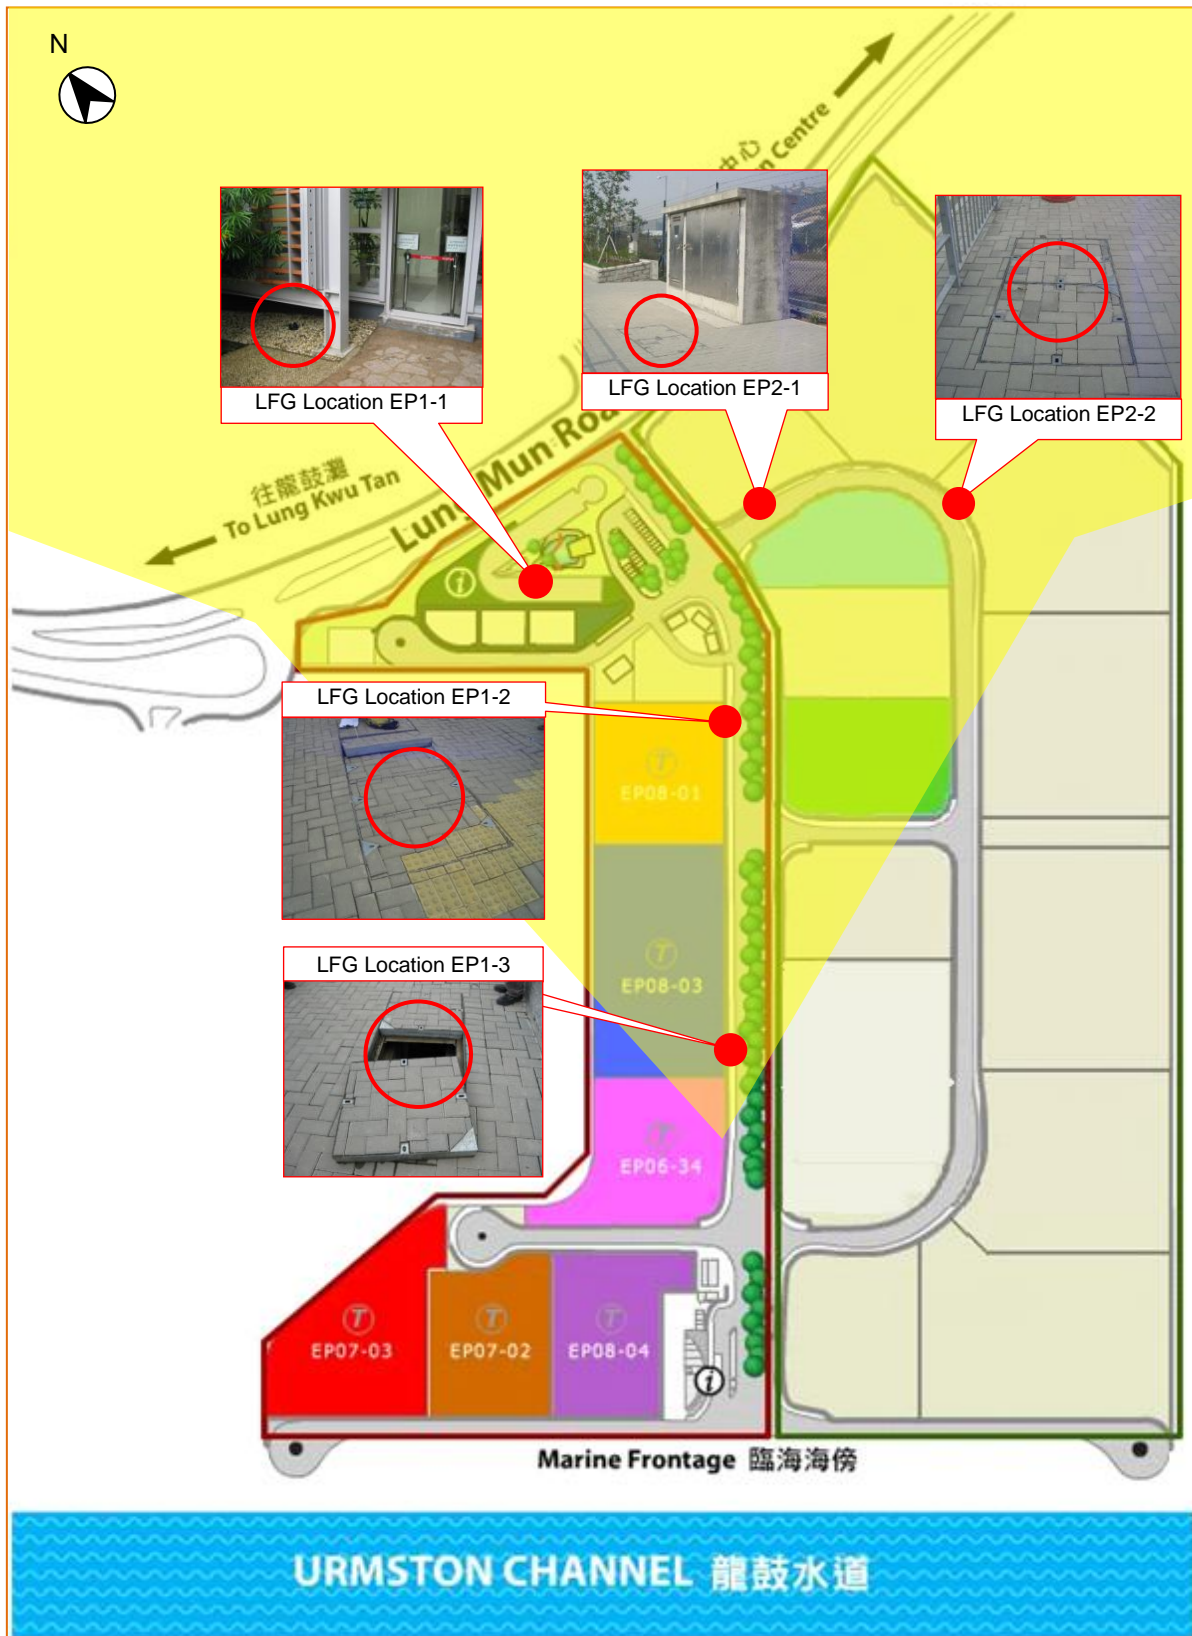 N
中心
Centre
LFG Location EP1-1
LFG Location EP2-1
LFG Location EP2-2
往龍鼓灘
To Lung Kwu Tan
Lung Mun Roa
i
LFG Location EP1-2
T
EP08-01
T
EP08-03
LFG Location EP1-3
T
EP06-34
T
EP07-03
T
EP07-02
T
EP08-04
i
Marine Frontage 臨海海傍
URMSTON CHANNEL 龍鼓水道